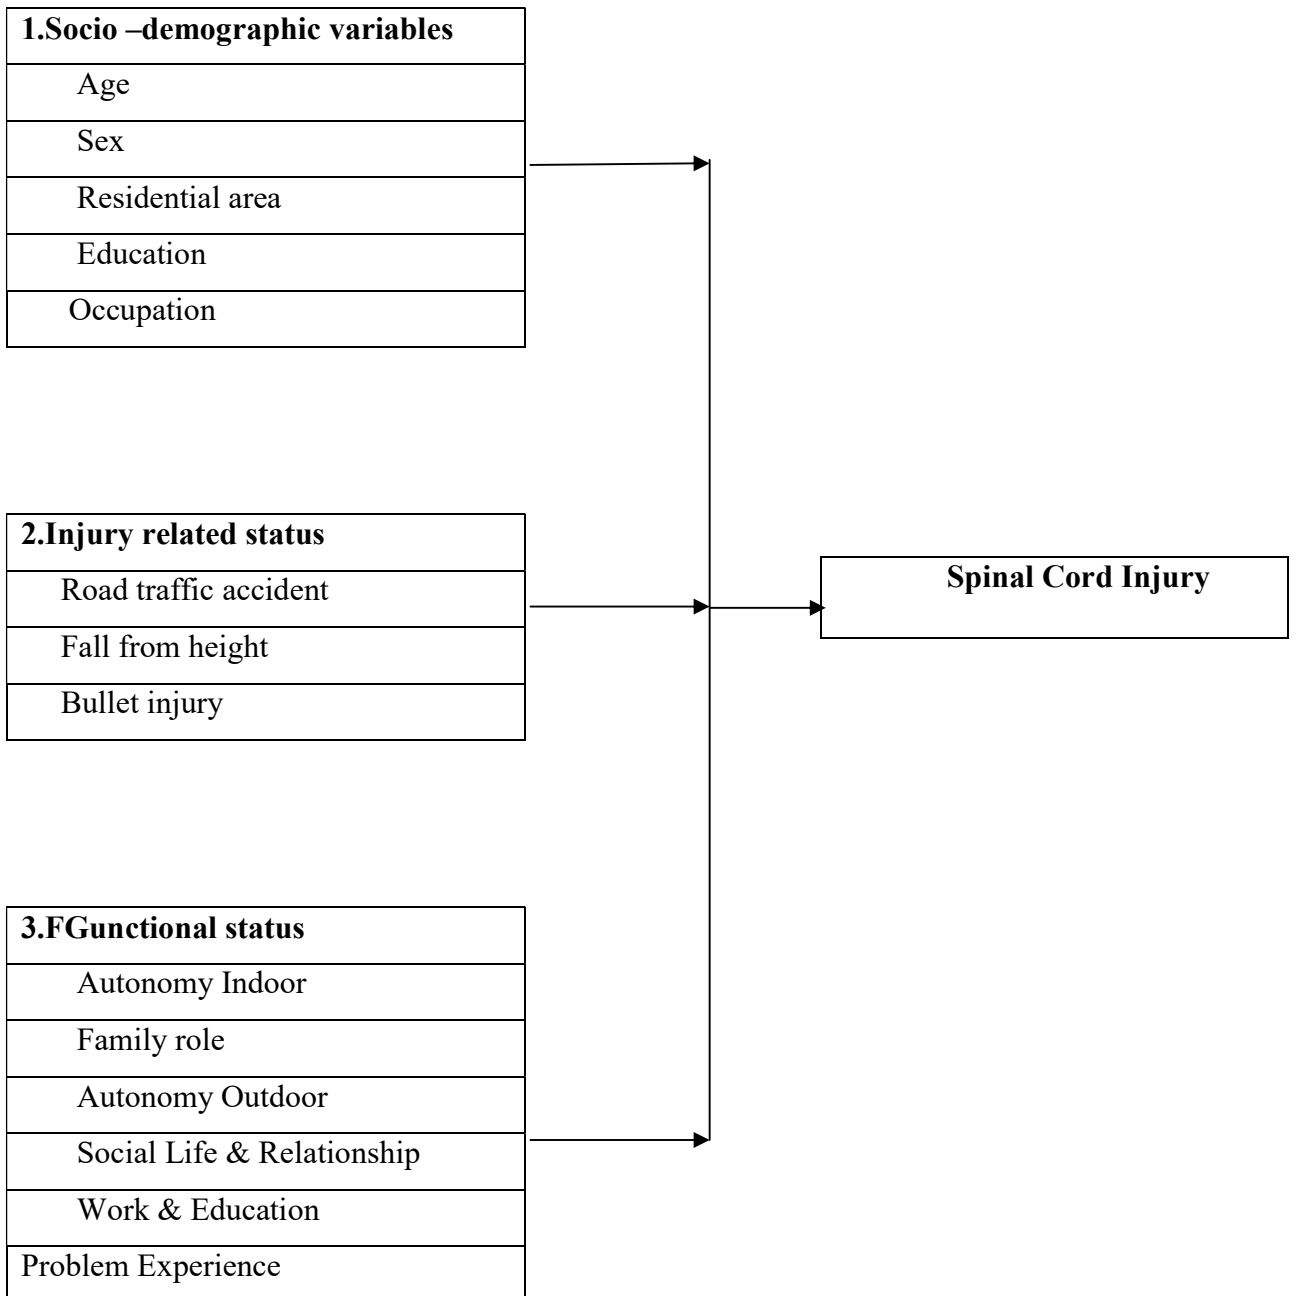 1.Socio –demographic variables
Age
Sex
Residential area
Education
Occupation
2.Injury related status
Road traffic accident
Fall from height
Bullet injury
Spinal Cord Injury
3.FGunctional status
Autonomy Indoor
Family role
Autonomy Outdoor
Social Life & Relationship
Work & Education
Problem Experience